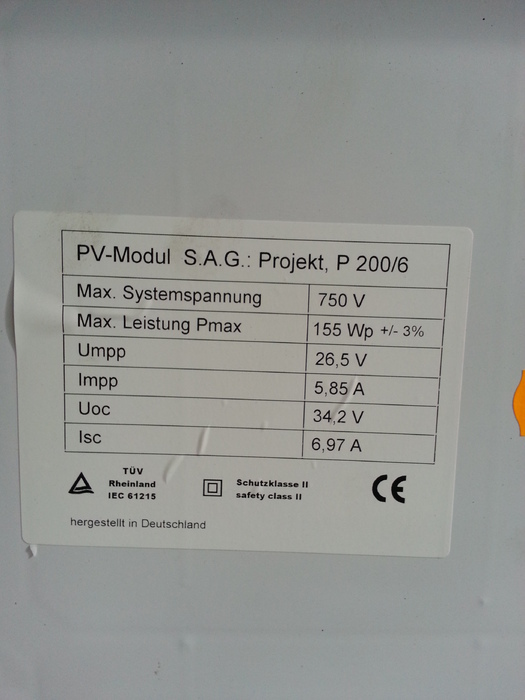 PV-Modul S.A.G.: Projekt, P 200/6
Max. Systemspannung 750 V
Max. Leistung Pmax 155 Wp +/- 3%
Umpp 26,5 V
Impp 5,85 A
Uoc 34,2 V
Isc 6,97 A
TÜV
Rheinland
IEC 61215
Schutzklasse II
safety class II
CE
hergestellt in Deutschland